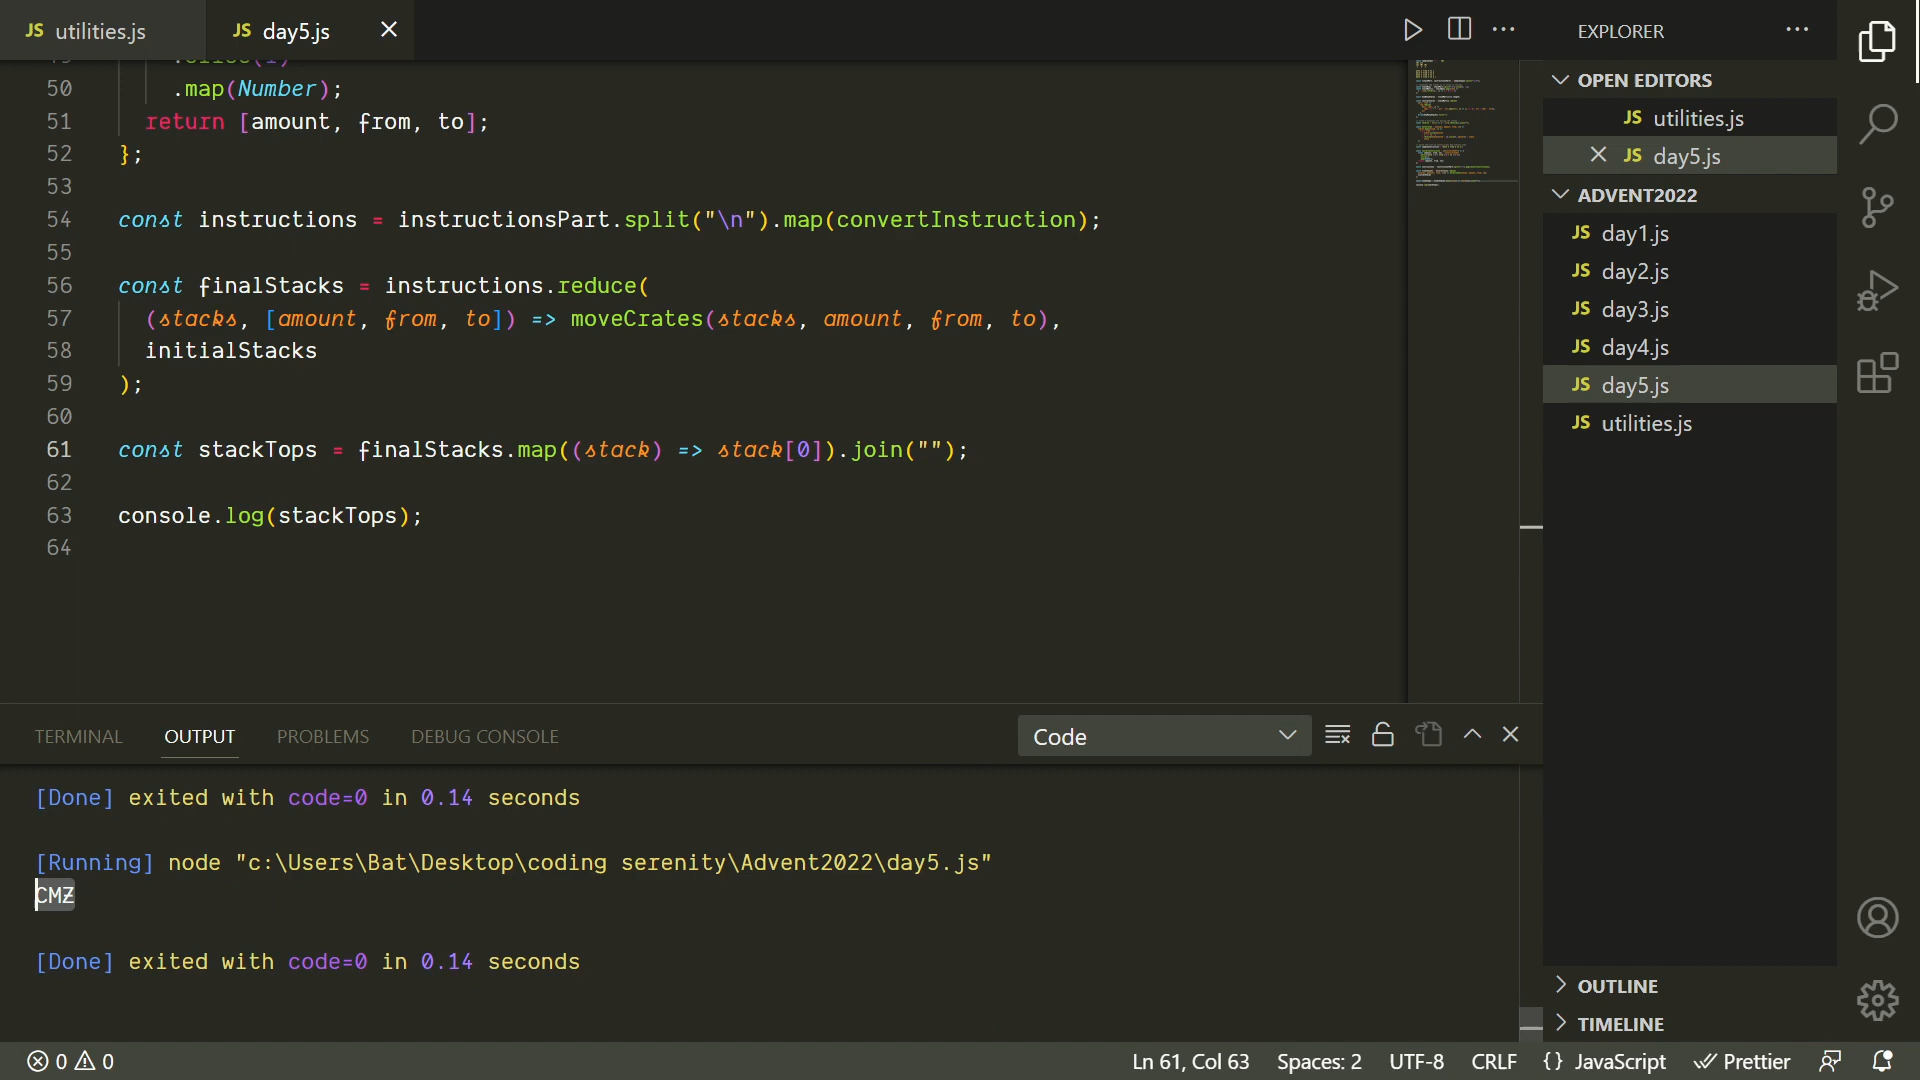 JS utilities.js
JS day5.js
EXPLORER
50 .map(Number);
51 return [amount, from, to];
52 };
53
54 const instructions = instructionsPart.split("\n").map(convertInstruction);
55
56 const finalStacks = instructions.reduce(
57 (stacks, [amount, from, to]) => moveCrates(stacks, amount, from, to),
58 initialStacks
59 );
60
61 const stackTops = finalStacks.map((stack) => stack[0]).join("");
62
63 console.log(stackTops);
64
OPEN EDITORS
JS utilities.js
JS day5.js
ADVENT2022
JS day1.js
JS day2.js
JS day3.js
JS day4.js
JS day5.js
JS utilities.js
OUTLINE
TIMELINE
TERMINAL OUTPUT PROBLEMS DEBUG CONSOLE Code
[Done] exited with code=0 in 0.14 seconds
[Running] node "c:\Users\Bat\Desktop\coding serenity\Advent2022\day5.js"
CMZ
[Done] exited with code=0 in 0.14 seconds
0 0 Ln 61, Col 63 Spaces: 2 UTF-8 CRLF {} JavaScript Prettier